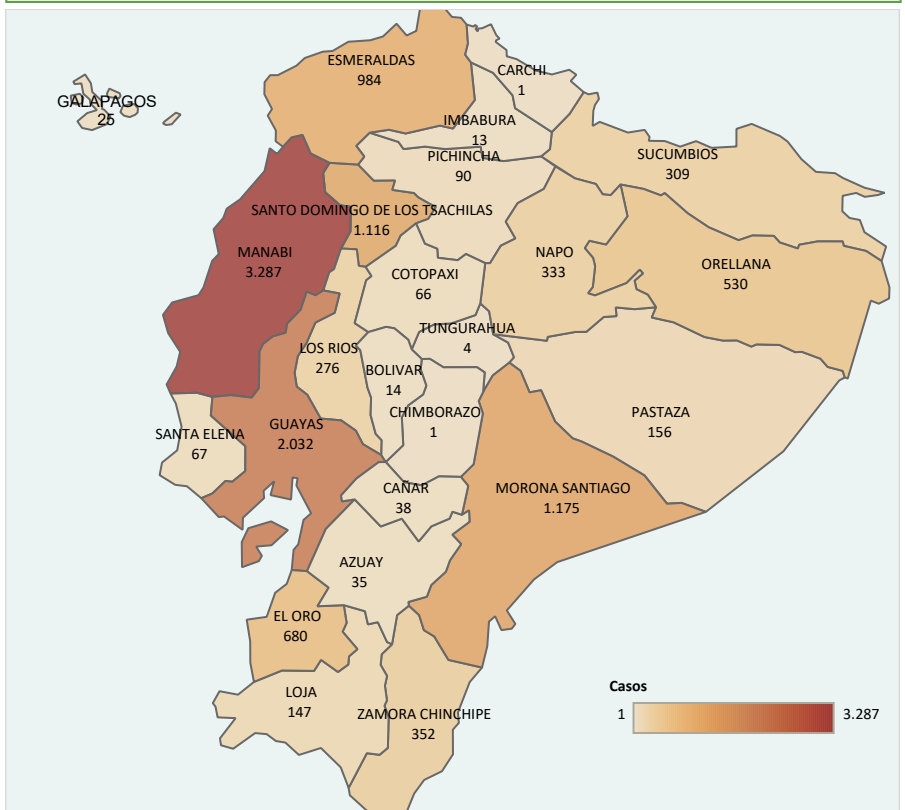 ESMERALDAS
984
CARCHI
1
GALAPAGOS
25
IMBABURA
13
PICHINCHA
90
SUCUMBIOS
309
SANTO DOMINGO DE LOS TSACHILAS
1.116
MANABI
3.287
NAPO
333
ORELLANA
530
COTOPAXI
66
TUNGURAHUA
4
LOS RIOS
276
BOLIVAR
14
CHIMBORAZO
1
PASTAZA
156
SANTA ELENA
67
GUAYAS
2.032
CAÑAR
38
MORONA SANTIAGO
1.175
AZUAY
35
EL ORO
680
LOJA
147
ZAMORA CHINCHIPE
352
Casos
1
3.287